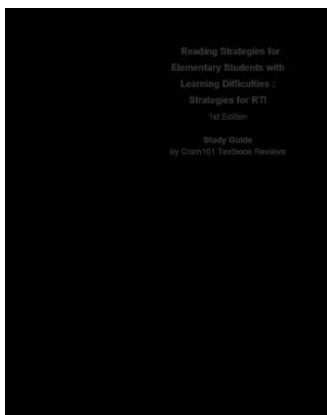 Reading Strategies for
Elementary Students with
Learning Difficulties :
Strategies for RTI
1st Edition
Study Guide
by Cram101 Textbook Reviews